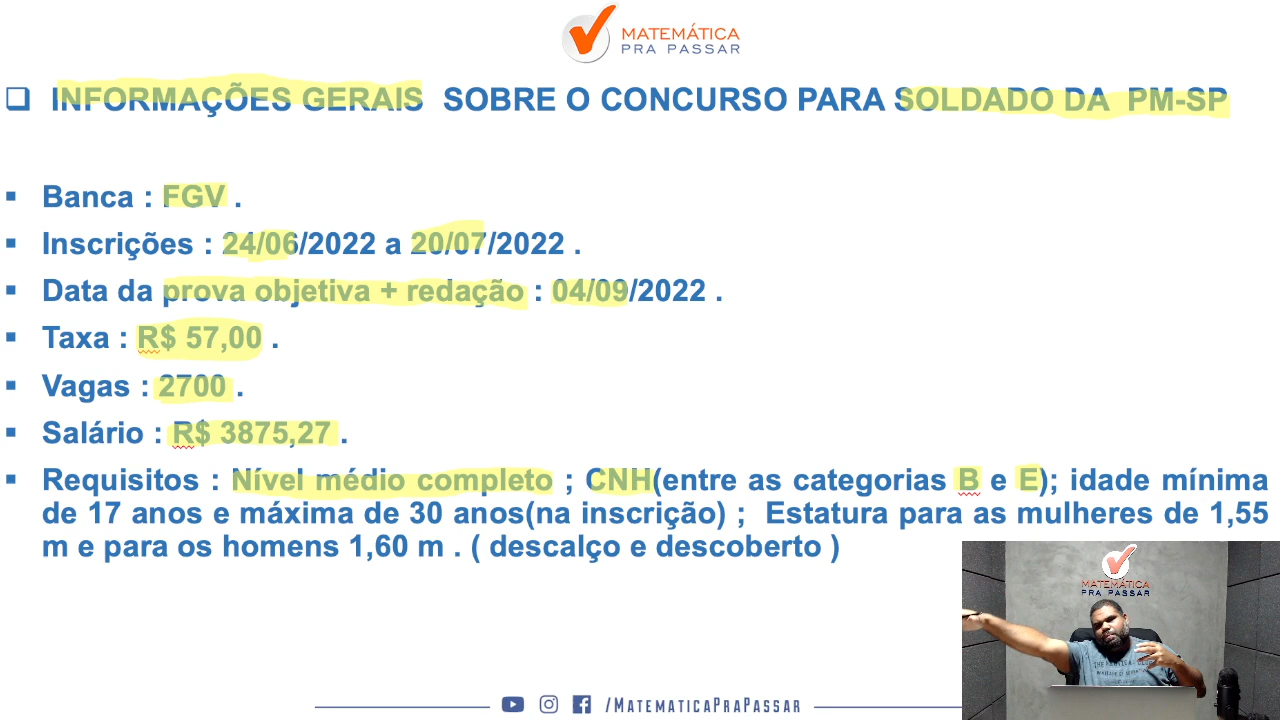 MATEMÁTICA
PRA PASSAR
INFORMAÇÕES GERAIS SOBRE O CONCURSO PARA SOLDADO DA PM-SP
Banca : FGV .
Inscrições : 24/06/2022 a 20/07/2022 .
Data da prova objetiva + redação : 04/09/2022 .
Taxa : R$ 57,00 .
Vagas : 2700 .
Salário : R$ 3875,27 .
Requisitos : Nível médio completo ; CNH(entre as categorias B e E); idade mínima
de 17 anos e máxima de 30 anos(na inscrição) ; Estatura para as mulheres de 1,55
m e para os homens 1,60 m . ( descalço e descoberto )
MATEMÁTICA
PRA PASSAR
/MATEMATICAPRAPASSAR